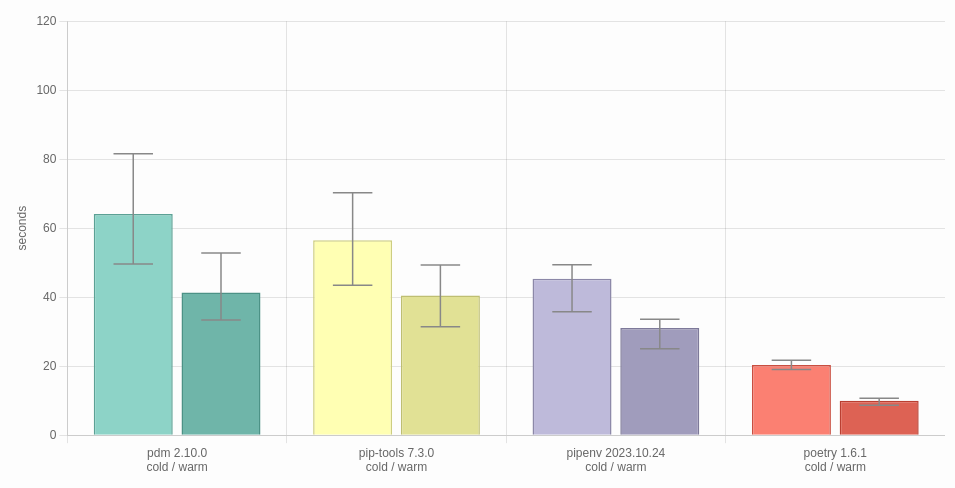 120
100
80
60
40
20
0
seconds
pdm 2.10.0
cold / warm
pip-tools 7.3.0
cold / warm
pipenv 2023.10.24
cold / warm
poetry 1.6.1
cold / warm